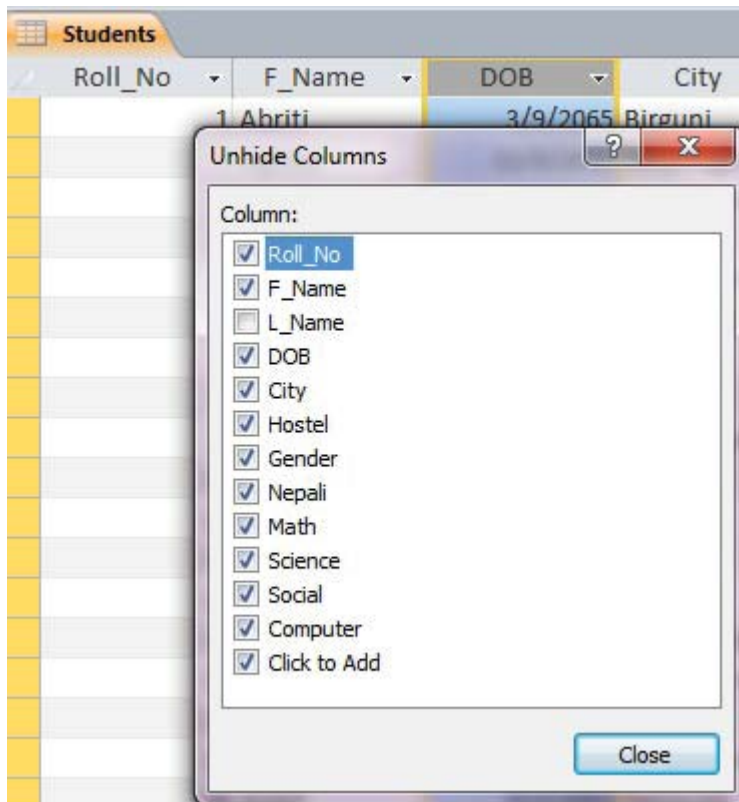 Students
Roll_No F_Name DOB City
1 Abriti 3/9/2065 Birgunj
Unhide Columns
?
Column:
Roll_No
F_Name
L_Name
DOB
City
Hostel
Gender
Nepali
Math
Science
Social
Computer
Click to Add
Close